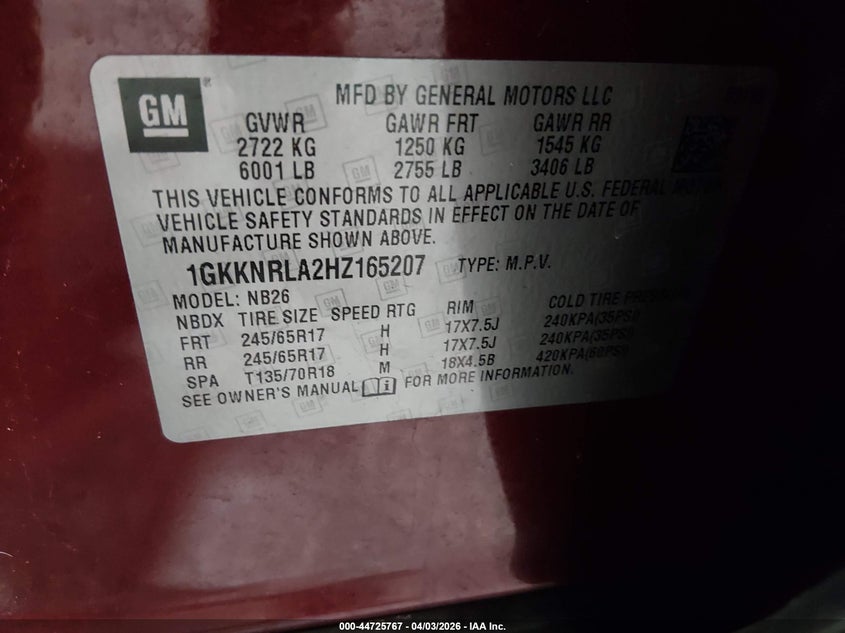 GM
MFD BY GENERAL MOTORS LLC
GVWR GAWR FRT GAWR RR
2722 KG 1250 KG 1545 KG
6001 LB 2755 LB 3406 LB
THIS VEHICLE CONFORMS TO ALL APPLICABLE U.S. FEDERAL MOTOR
VEHICLE SAFETY STANDARDS IN EFFECT ON THE DATE OF
MANUFACTURE SHOWN ABOVE.
1GKKNRLA2HZ165207 TYPE: M.P.V.
MODEL: NB26
NBDX TIRE SIZE SPEED RTG RIM COLD TIRE PRESSURE
FRT 245/65R17 H 17X7.5J 240KPA(35PSI)
RR 245/65R17 H 17X7.5J 240KPA(35PSI)
SPA T135/70R18 M 18X4.5B 420KPA(60PSI)
SEE OWNER'S MANUAL FOR MORE INFORMATION.
000-44725767 | 04/03/2026 - IAA Inc.